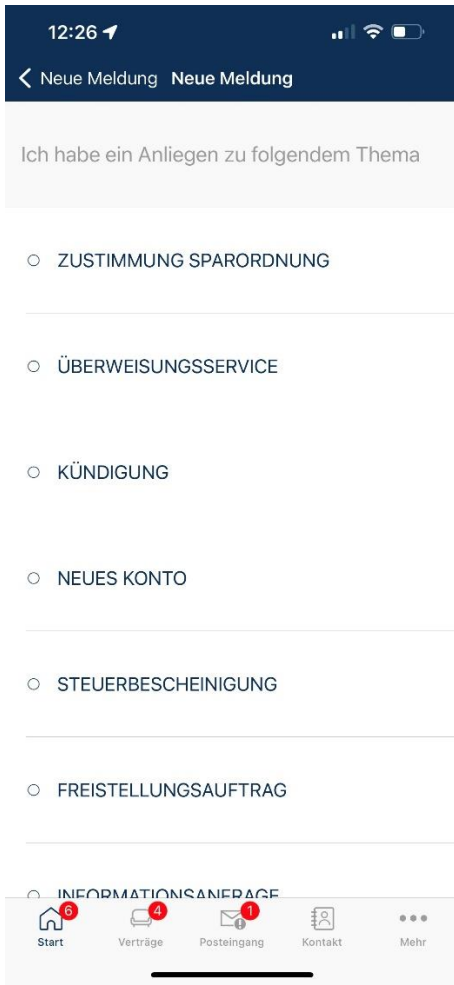 12:26
Neue Meldung Neue Meldung
Ich habe ein Anliegen zu folgendem Thema
ZUSTIMMUNG SPARORDNUNG
ÜBERWEISUNGSSERVICE
KÜNDIGUNG
NEUES KONTO
STEUERBESCHEINIGUNG
FREISTELLUNGSAUFTRAG
INFORMATIONSANFRAGE
6 4 1
Start Verträge Posteingang Kontakt Mehr